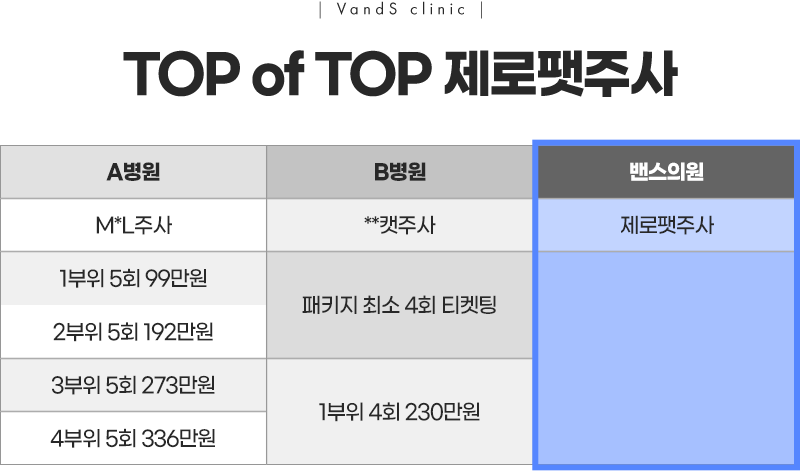 | VandS clinic |
TOP of TOP 제로팻주사
A병원 B병원 밴스의원
M*L주사 **캣주사 제로팻주사
1부위 5회 99만원
패키지 최소 4회 티켓팅
2부위 5회 192만원
3부위 5회 273만원
1부위 4회 230만원
4부위 5회 336만원